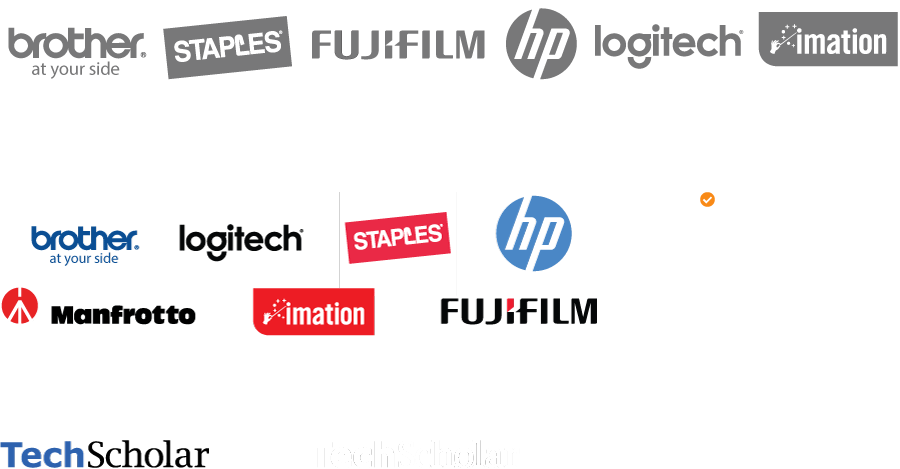 brother STAPLES FUJIFILM hp logitech imation
at your side
brother logitech STAPLES hp
at your side
Manfrotto imation FUJIFILM
TechScholar TechScholar